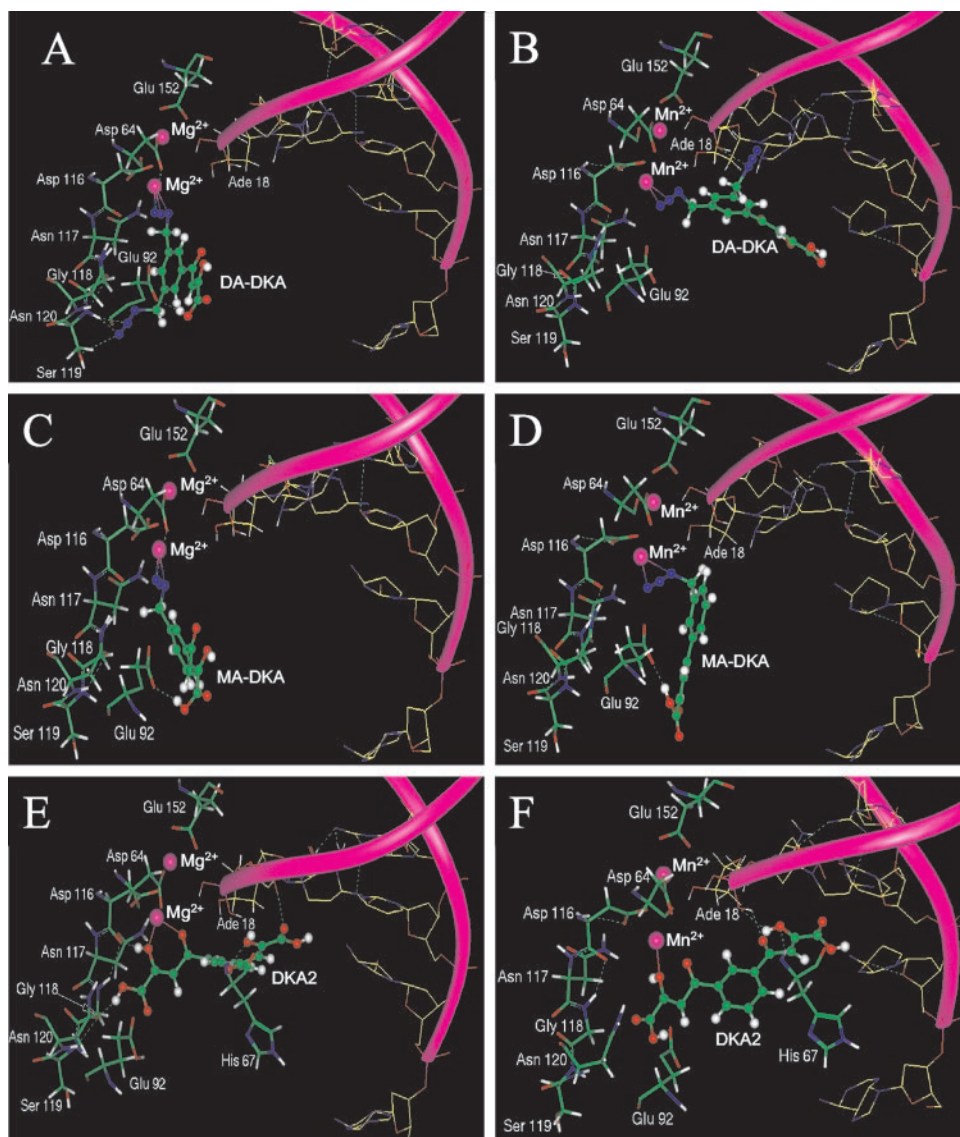 A
Glu 152
Asp 64
Mg²⁺
Mg²⁺
Asp 116
Ade 18
Asn 117
Glu 92
Gly 118
DA-DKA
Asn 120
Ser 119
B
Glu 152
Asp 64
Mn²⁺
Ade 18
Mn²⁺
Asp 116
Asn 117
DA-DKA
Gly 118
Glu 92
Asn 120
Ser 119
C
Glu 152
Asp 64
Mg²⁺
Asp 116
Mg²⁺
Asn 117
Gly 118
MA-DKA
Asn 120
Glu 92
Ser 119
D
Glu 152
Asp 64
Mn²⁺
Asp 116
Mn²⁺
Ade 18
Asn 117
Gly 118
MA-DKA
Asn 120
Glu 92
Ser 119
E
Glu 152
Asp 64
Mg²⁺
Asp 116
Mg²⁺
Ade 18
Asn 117
DKA2
Gly 118
Asn 120
His 67
Glu 92
Ser 119
F
Glu 152
Mn²⁺
Asp 64
Ade 18
Asp 116
Mn²⁺
Asn 117
Gly 118
DKA2
Asn 120
His 67
Glu 92
Ser 119